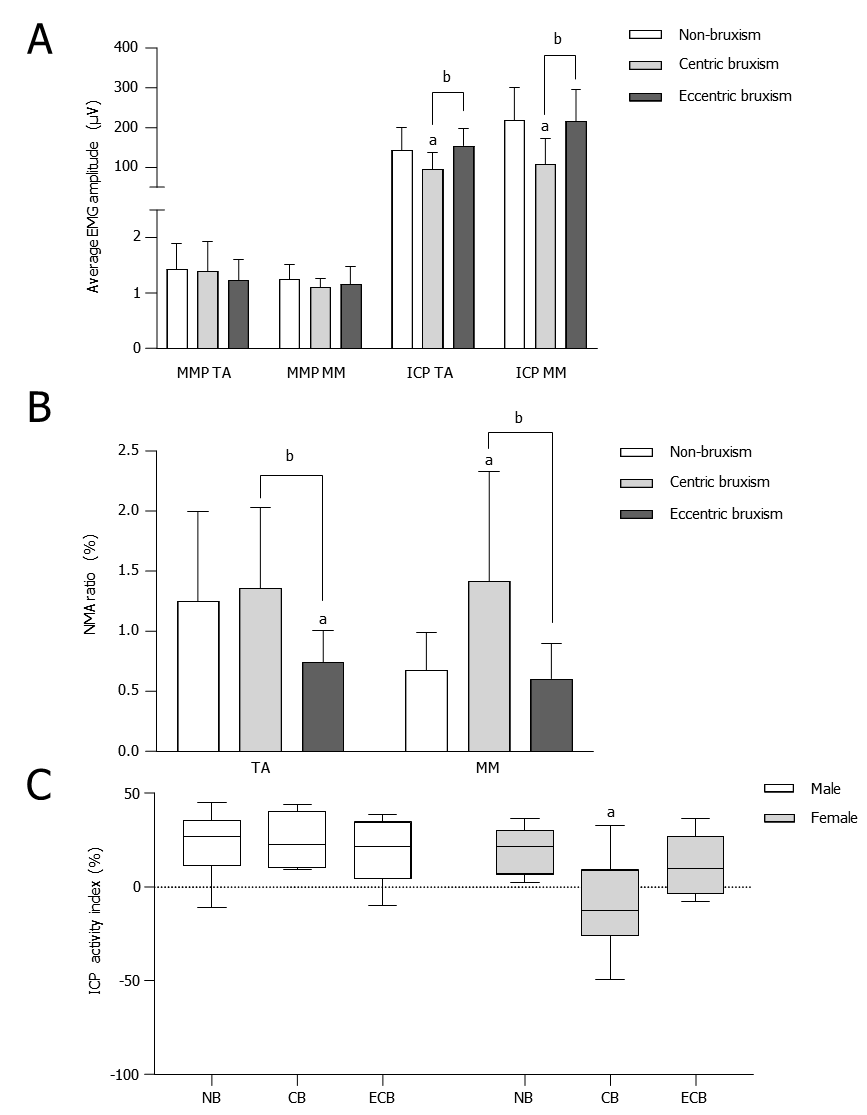 A
400
300
200
100
2
1
0
Average EMG amplitude (μV)
b
b
a
a
MMP TA
MMP MM
ICP TA
ICP MM
Non-bruxism
Centric bruxism
Eccentric bruxism
B
2.5
2.0
1.5
1.0
0.5
0.0
NMA ratio (%)
b
b
a
a
TA
MM
Non-bruxism
Centric bruxism
Eccentric bruxism
C
50
0
-50
-100
ICP activity index (%)
a
NB
CB
ECB
NB
CB
ECB
Male
Female